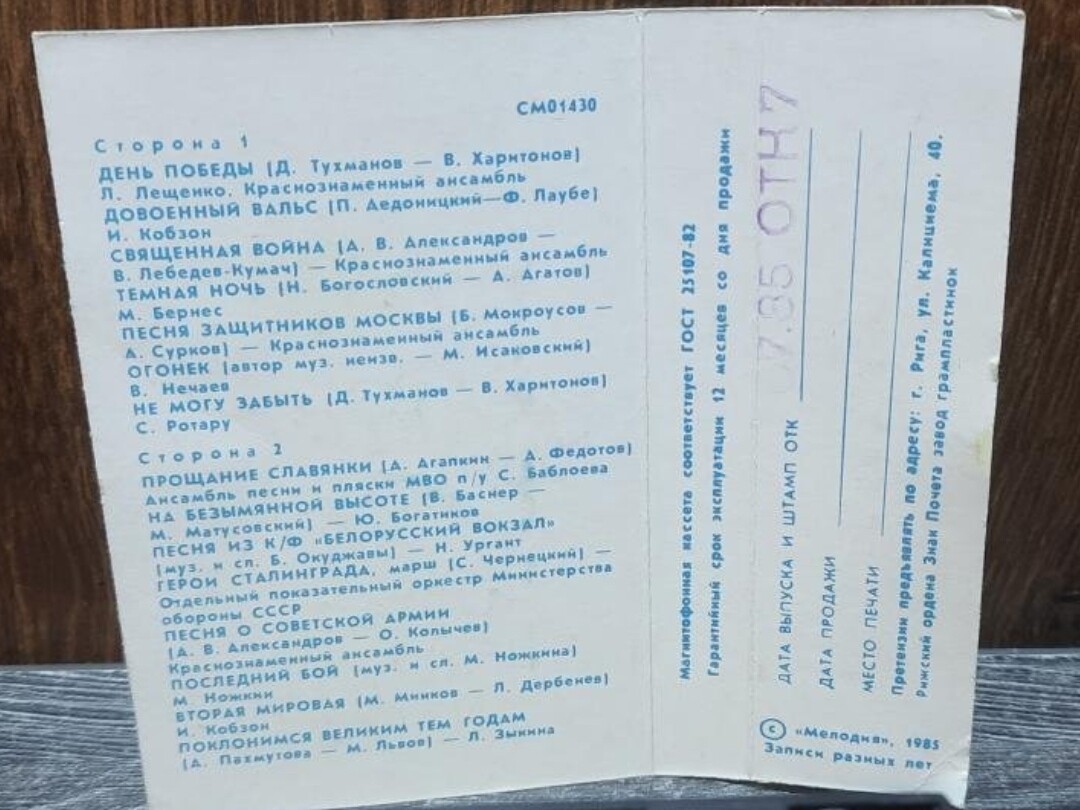 СМ01430
Сторона 1
ДЕНЬ ПОБЕДЫ (Д. Тухманов — В. Харитонов)
Л. Лещенко. Краснознаменный ансамбль
ДОВОЕННЫЙ ВАЛЬС (П. Аедоницкий—Ф. Лаубе)
И. Кобзон
СВЯЩЕННАЯ ВОЙНА (А. В. Александров —
В. Лебедев-Кумач) — Краснознаменный ансамбль
ТЕМНАЯ НОЧЬ (Н. Богословский — А. Агатов)
М. Бернес
ПЕСНЯ ЗАЩИТНИКОВ МОСКВЫ (Б. Мокроусов —
А. Сурков) — Краснознаменный ансамбль
ОГОНЕК (автор муз. неизв. — М. Исаковский)
В. Нечаев
НЕ МОГУ ЗАБЫТЬ (Д. Тухманов — В. Харитонов)
С. Ротару
Сторона 2
ПРОЩАНИЕ СЛАВЯНКИ (А. Агапкин — А. Федотов)
Ансамбль песни и пляски МВО п/у С. Баблоева
НА БЕЗЫМЯННОЙ ВЫСОТЕ (В. Баснер —
М. Матусовский) — Ю. Богатиков
ПЕСНЯ ИЗ К/Ф «БЕЛОРУССКИЙ ВОКЗАЛ»
(муз. и сл. Б. Окуджавы) — Н. Ургант
ГЕРОИ СТАЛИНГРАДА, марш (С. Чернецкий) —
Отдельный показательный оркестр Министерства
обороны СССР
ПЕСНЯ О СОВЕТСКОЙ АРМИИ
(А. В. Александров — О. Колычев)
Краснознаменный ансамбль
ПОСЛЕДНИЙ БОЙ (муз. и сл. М. Ножкина)
М. Ножкин
ВТОРАЯ МИРОВАЯ (М. Минков — Л. Дербенев)
И. Кобзон
ПОКЛОНИМСЯ ВЕЛИКИМ ТЕМ ГОДАМ
(А. Пахмутова — М. Львов) — Л. Зыкина
Магнитофонная кассета соответствует ГОСТ 25107-82
Гарантийный срок эксплуатации 12 месяцев со дня продажи
07.85 ОТК 7
ДАТА ВЫПУСКА И ШТАМП ОТК
ДАТА ПРОДАЖИ
МЕСТО ПЕЧАТИ
Претензии предъявлять по адресу: г. Рига, ул. Калнциема, 40.
Рижский ордена Знак Почета завод грампластинок
© «Мелодия», 1985
Записи разных лет